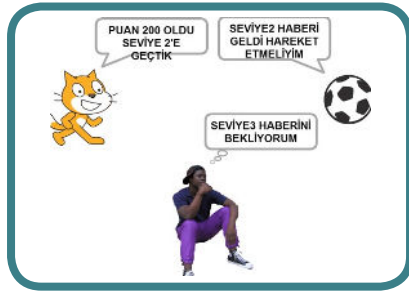 PUAN 200 OLDU
SEVİYE 2'E
GEÇTİK
SEVİYE2 HABERİ
GELDİ HAREKET
ETMELİYİM
SEVİYE3 HABERİNİ
BEKLİYORUM